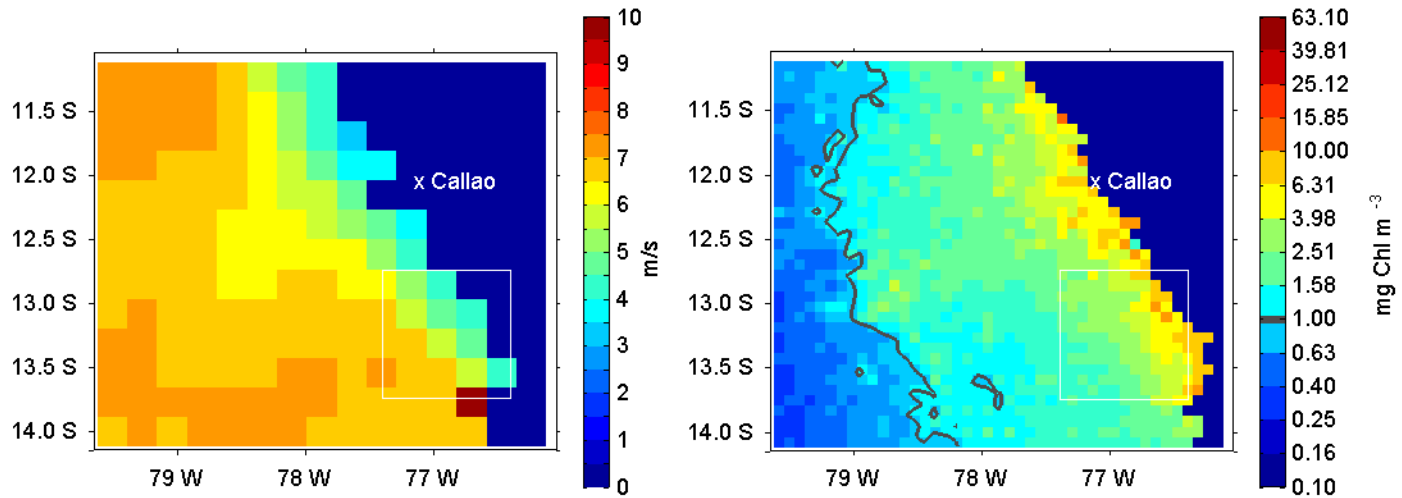 11.5 S
12.0 S
12.5 S
13.0 S
13.5 S
14.0 S
79 W
78 W
77 W
x Callao
10
9
8
7
6
5
4
3
2
1
0
m/s
11.5 S
12.0 S
12.5 S
13.0 S
13.5 S
14.0 S
79 W
78 W
77 W
x Callao
63.10
39.81
25.12
15.85
10.00
6.31
3.98
2.51
1.58
1.00
0.63
0.40
0.25
0.16
0.10
mg Chl m -3